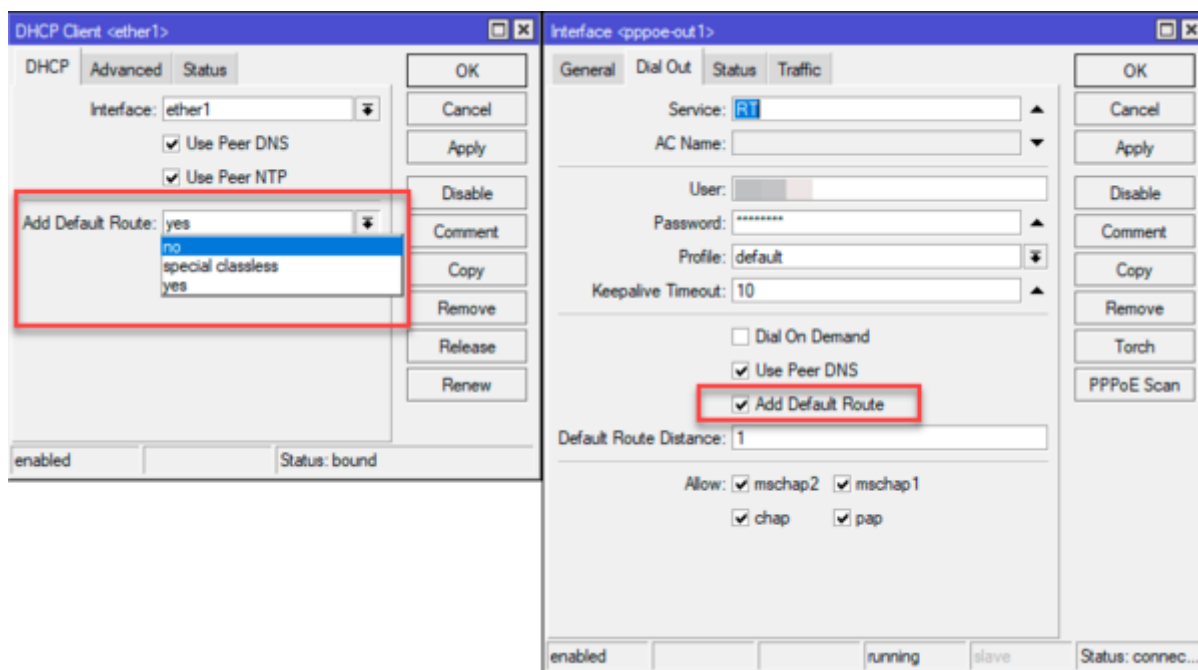 DHCP Client <ether1>
DHCP Advanced Status
Interface: ether1
Use Peer DNS
Use Peer NTP
Add Default Route: yes
no
special classless
yes
OK
Cancel
Apply
Disable
Comment
Copy
Remove
Release
Renew
enabled
Status: bound
Interface <pppoe-out1>
General Dial Out Status Traffic
Service: RT
AC Name:
User:
Password: ********
Profile: default
Keepalive Timeout: 10
Dial On Demand
Use Peer DNS
Add Default Route
Default Route Distance: 1
Allow: mschap2 mschap1
chap pap
OK
Cancel
Apply
Disable
Comment
Copy
Remove
Torch
PPPoE Scan
enabled
running
slave
Status: connec...